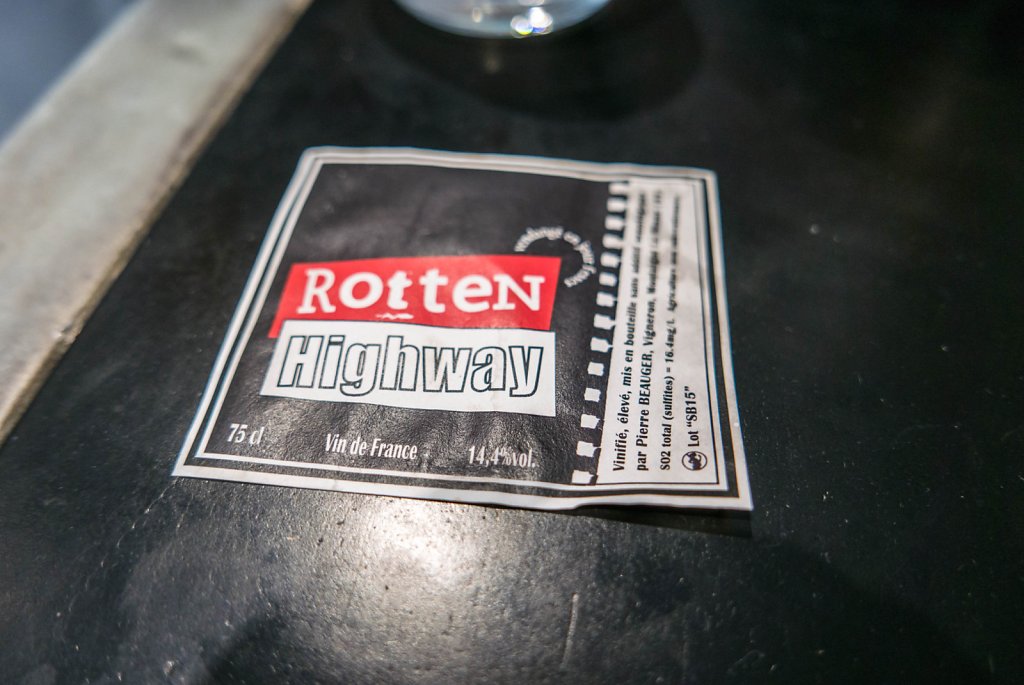 Rotten
Highway
75 cl
Vin de France
14,4%vol.
Vinifié, élevé, mis en bouteille sans
par Pierre BEAUGER, Vigneron,
SO2 total (sulfites) = 16.4mg/l.
Lot "SB15"